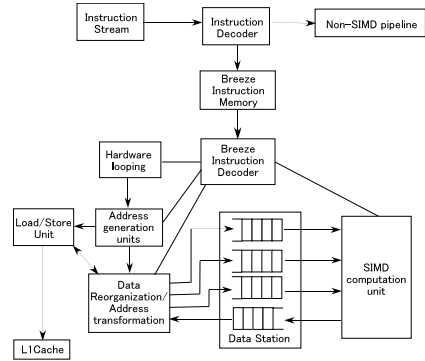 Instruction
Stream
Instruction
Decoder
Non-SIMD pipeline
Breeze
Instruction
Memory
Hardware
looping
Breeze
Instruction
Decoder
Load/Store
Unit
Address
generation
units
Data
Reorganization/
Address
transformation
SIMD
computation
unit
Data Station
L1Cache